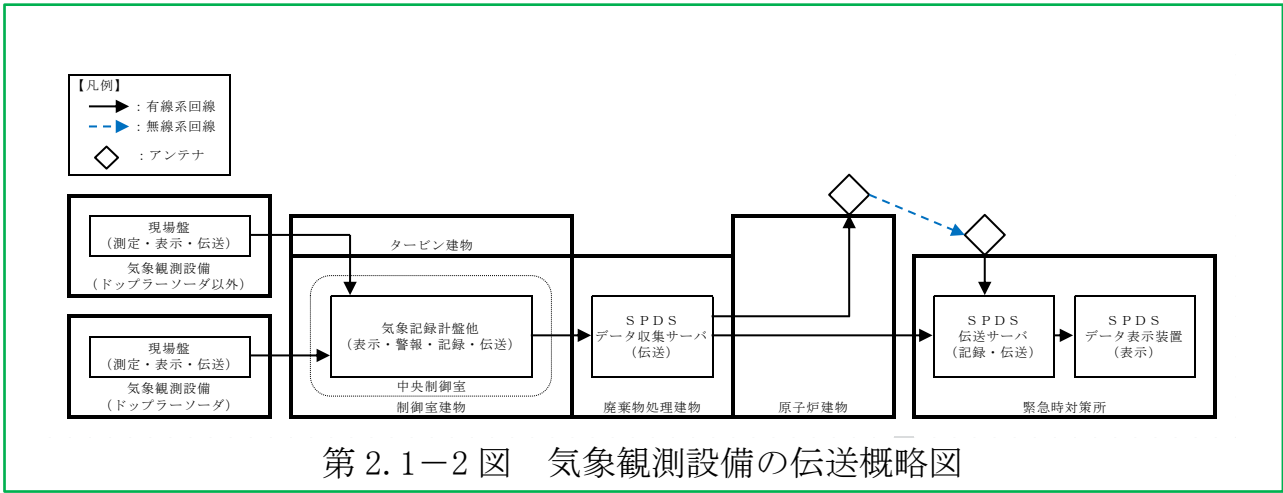 【凡例】
：有線系回線
：無線系回線
：アンテナ
現場盤
（測定・表示・伝送）
気象観測設備
（ドップラーソーダ以外）
現場盤
（測定・表示・伝送）
気象観測設備
（ドップラーソーダ）
タービン建物
気象記録計盤他
（表示・警報・記録・伝送）
中央制御室
制御室建物
ＳＰＤＳ
データ収集サーバ
（伝送）
廃棄物処理建物
原子炉建物
ＳＰＤＳ
伝送サーバ
（記録・伝送）
ＳＰＤＳ
データ表示装置
（表示）
緊急時対策所
第 2.1－2 図　気象観測設備の伝送概略図